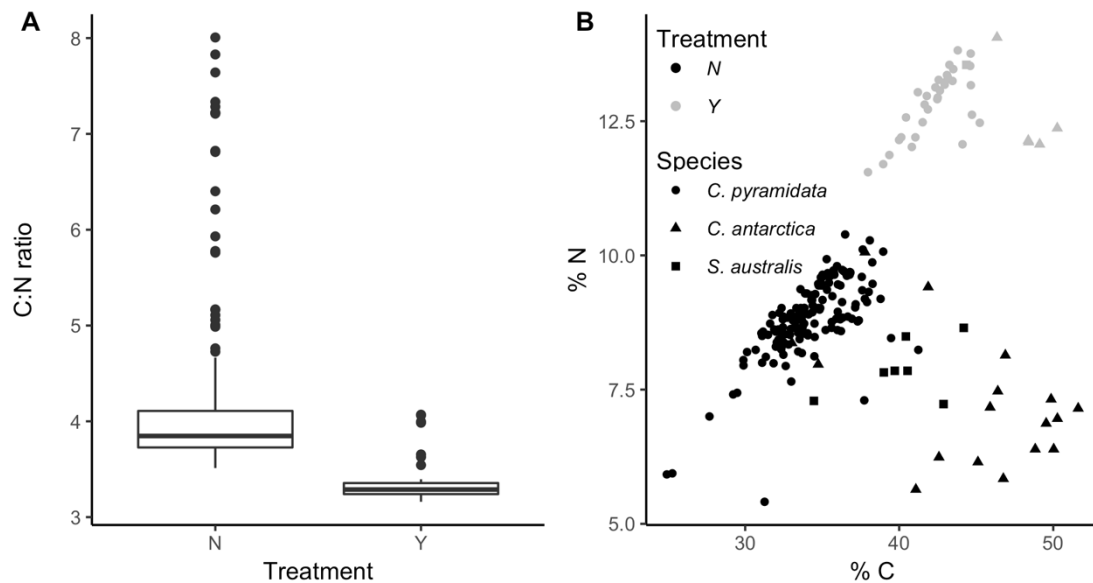 A
C:N ratio
8
7
6
5
4
3
N
Y
Treatment
B
% N
12.5
10.0
7.5
5.0
Treatment
N
Y
Species
C. pyramidata
C. antarctica
S. australis
30
40
50
% C